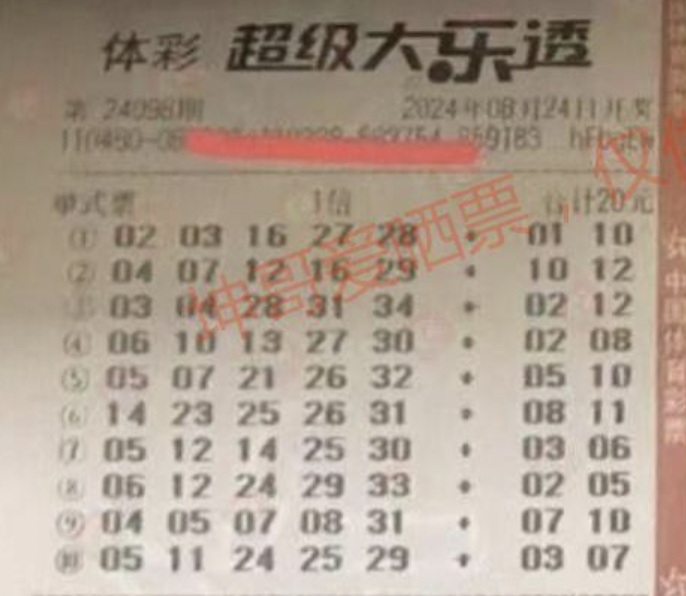 体彩 超级大乐透
第 24098期 2024年08月24日开奖
单式票 1倍 合计20元
① 02 03 16 27 28 + 01 10
② 04 07 12 16 29 + 10 12
③ 03 04 28 31 34 + 02 12
④ 06 10 13 27 30 + 02 08
⑤ 05 07 21 26 32 + 05 10
⑥ 14 23 25 26 31 + 08 11
⑦ 05 12 14 25 30 + 03 06
⑧ 06 12 24 29 33 + 02 05
⑨ 04 05 07 08 31 + 07 10
⑩ 05 11 24 25 29 + 03 07
坤哥爱晒票，仅
中国体育彩票